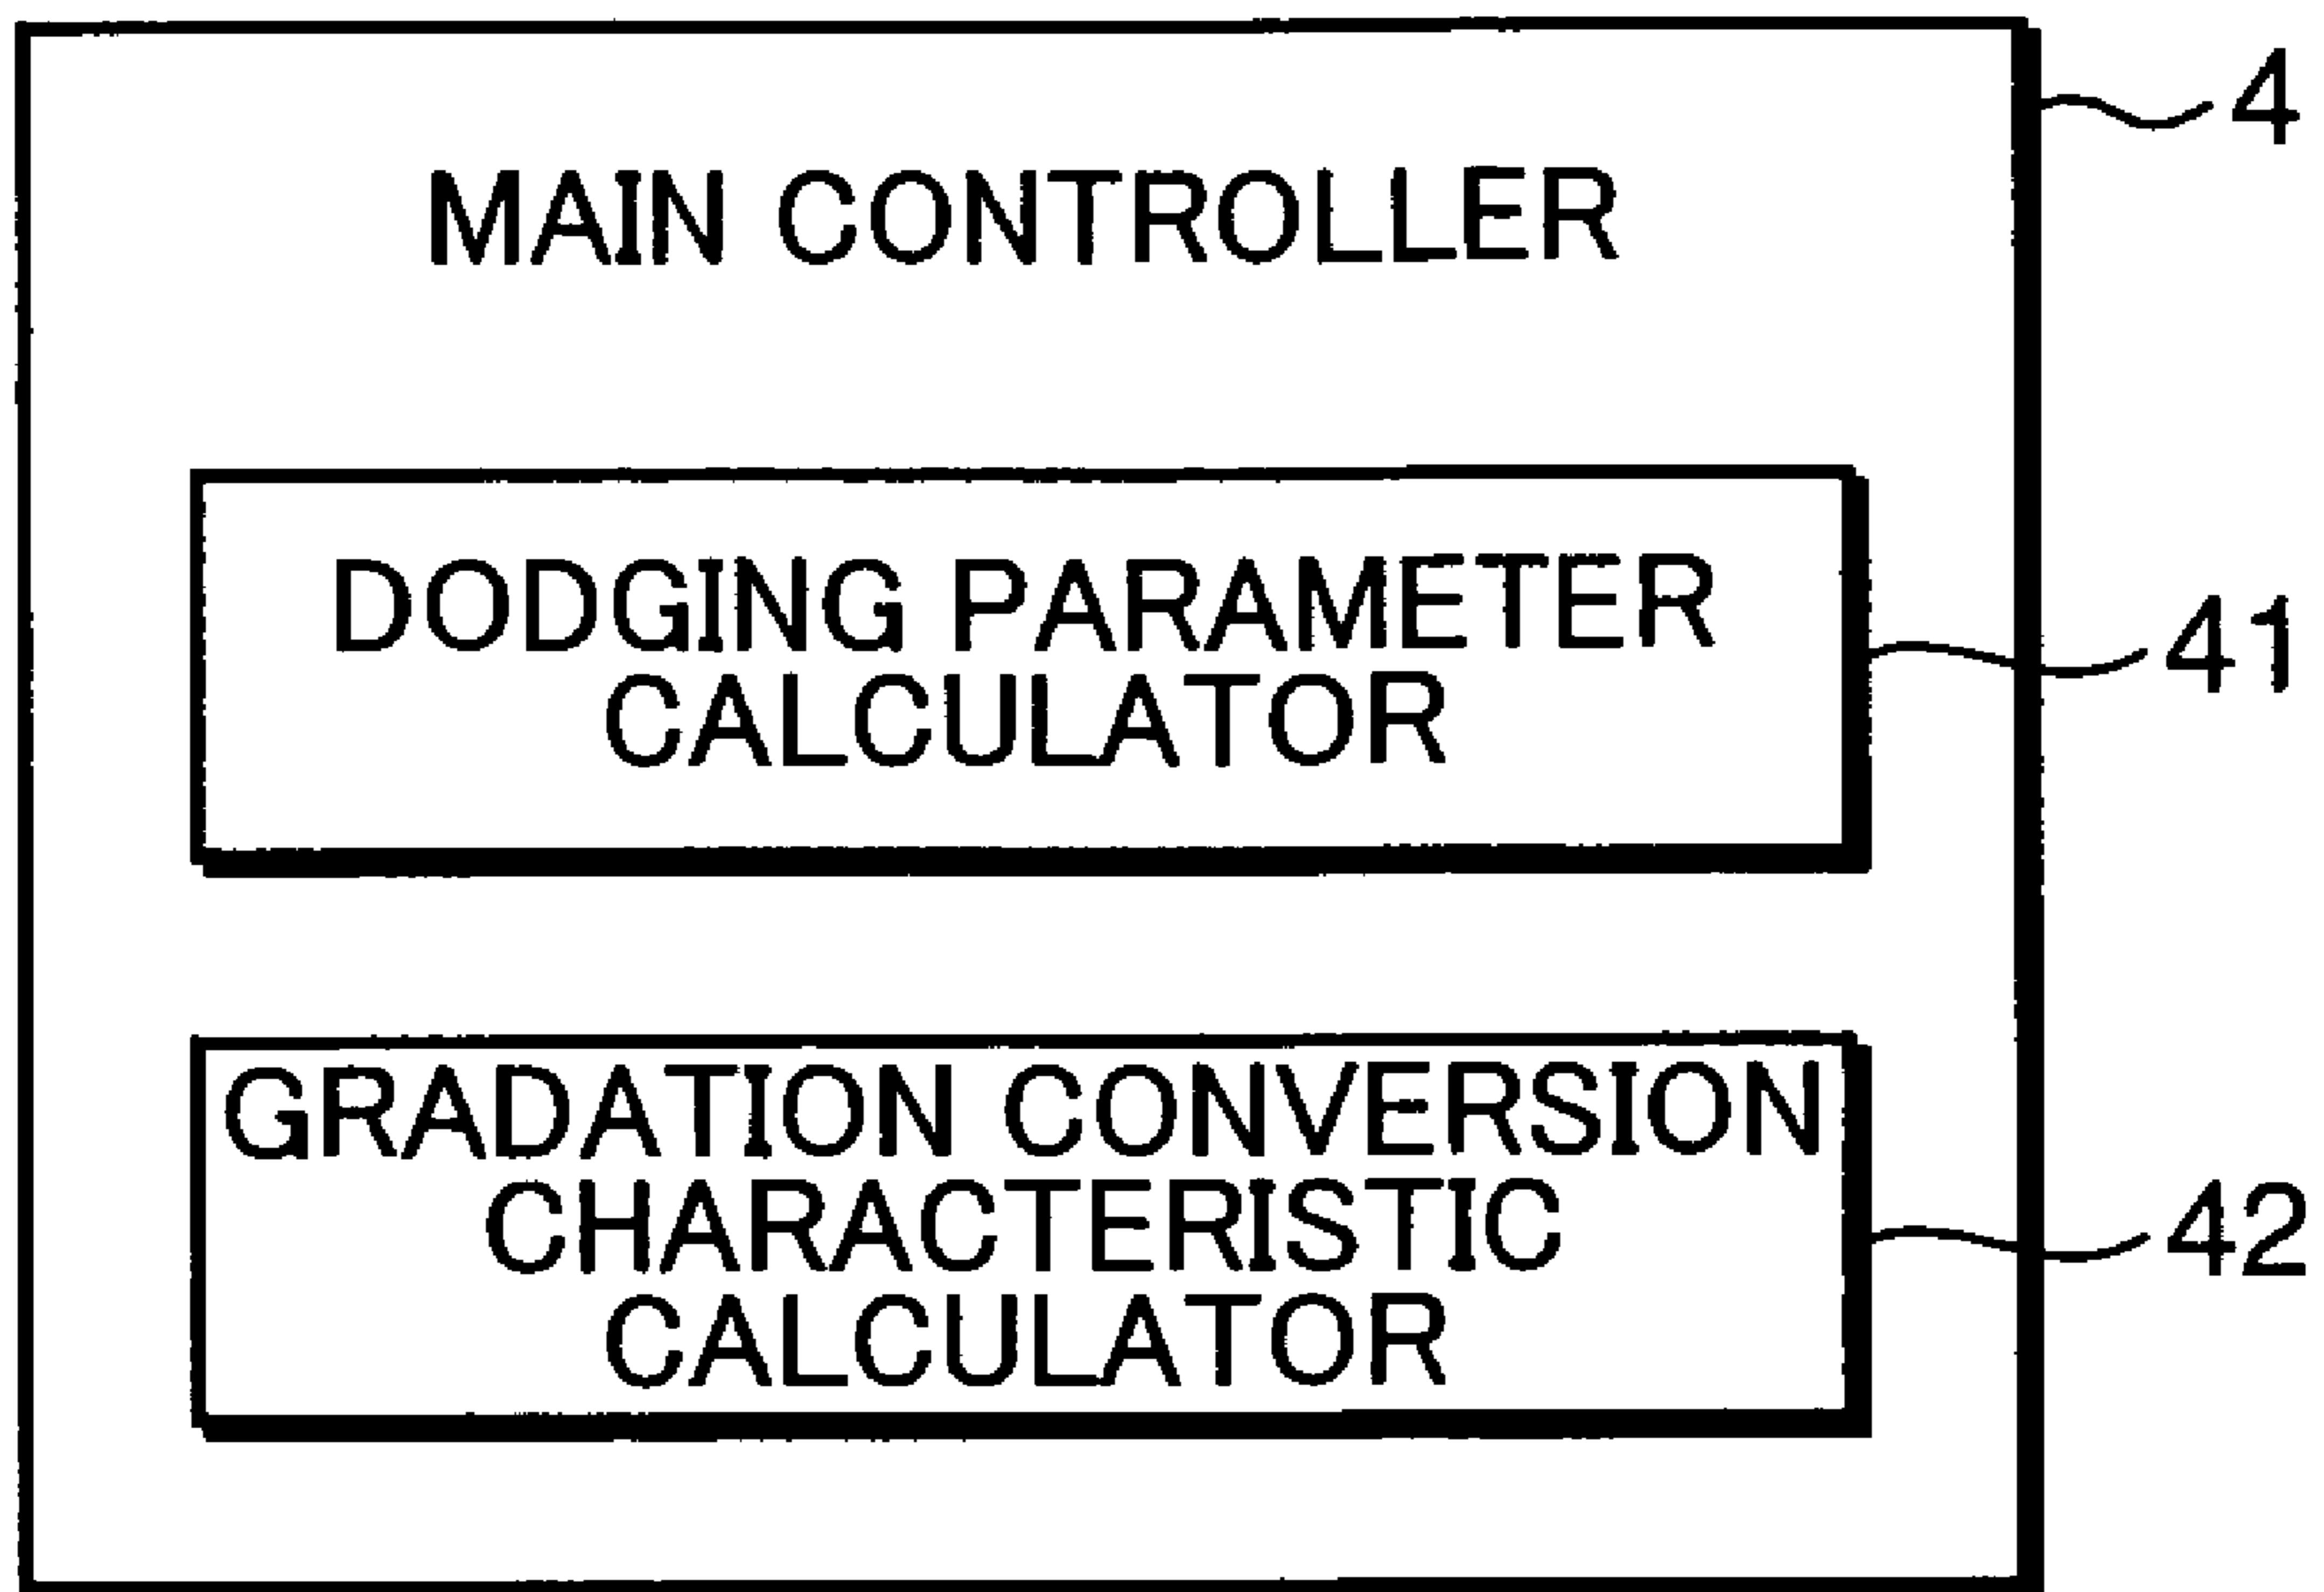 4
MAIN CONTROLLER
DODGING PARAMETER
CALCULATOR
41
GRADATION CONVERSION
CHARACTERISTIC
CALCULATOR
42